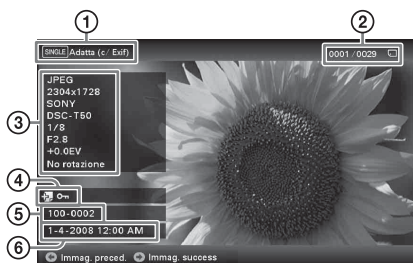 1
2
SINGLE Adatta (c/ Exif)
0001/0029
JPEG
2304x1728
SONY
DSC-T50
1/8
F2.8
+0.0EV
No rotazione
3
4
5
100-0002
1-4-2008 12:00 AM
6
Immag. preced. Immag. success